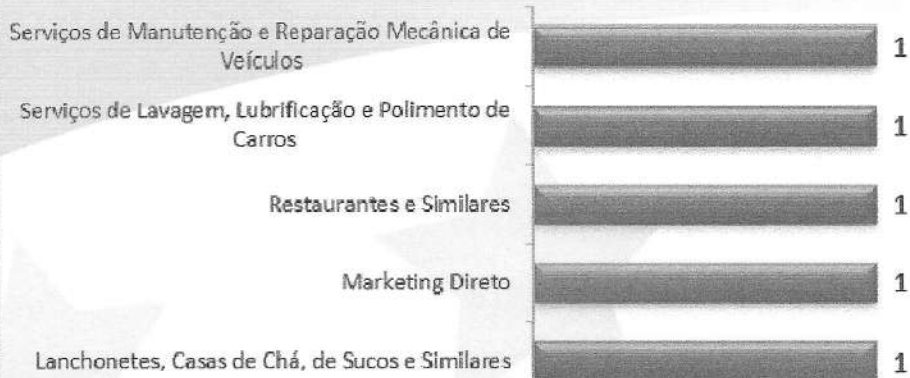 Serviços de Manutenção e Reparação Mecânica de
Veículos
1
Serviços de Lavagem, Lubrificação e Polimento de
Carros
1
Restaurantes e Similares
1
Marketing Direto
1
Lanchonetes, Casas de Chá, de Sucos e Similares
1